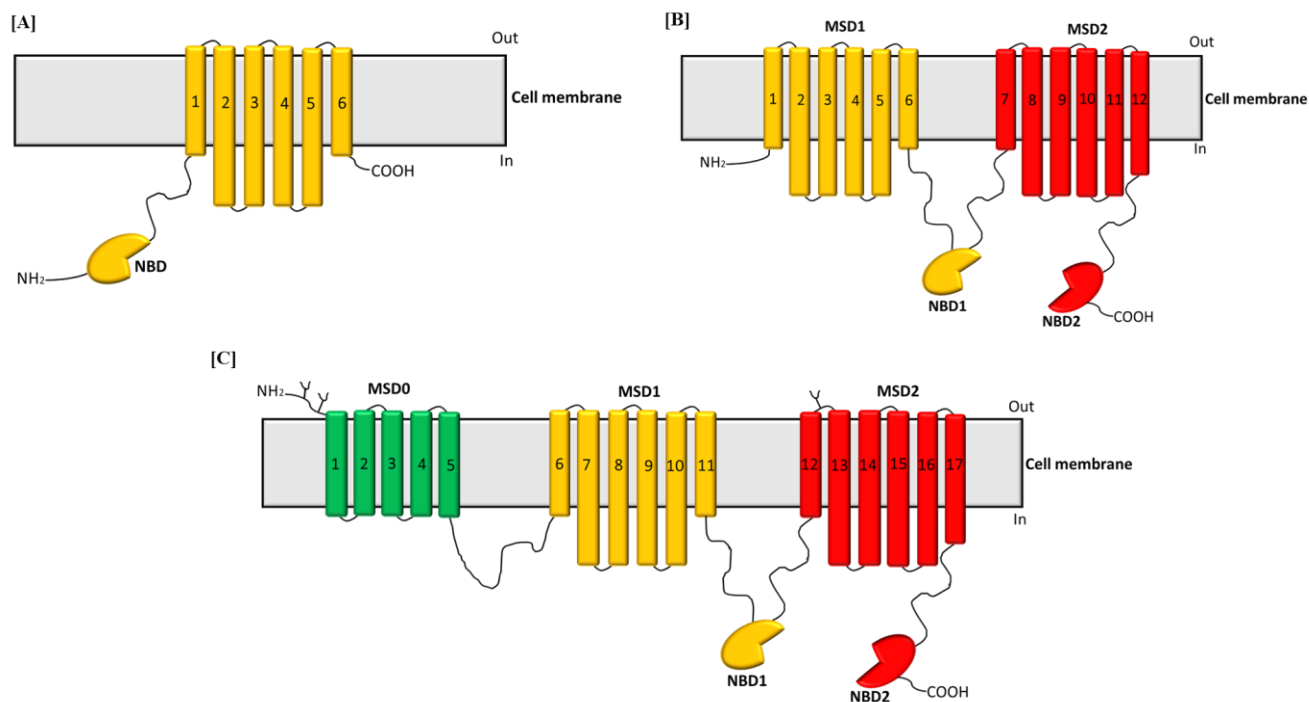 [A]
Out
1 2 3 4 5 6
Cell membrane
In
COOH
NBD
NH₂
[B]
MSD1 MSD2
Out
1 2 3 4 5 6 7 8 9 10 11 12
Cell membrane
In
NH₂
NBD1
NBD2
COOH
[C]
NH₂
MSD0 MSD1 MSD2
Out
1 2 3 4 5 6 7 8 9 10 11 12 13 14 15 16 17
Cell membrane
In
NBD1
NBD2
COOH